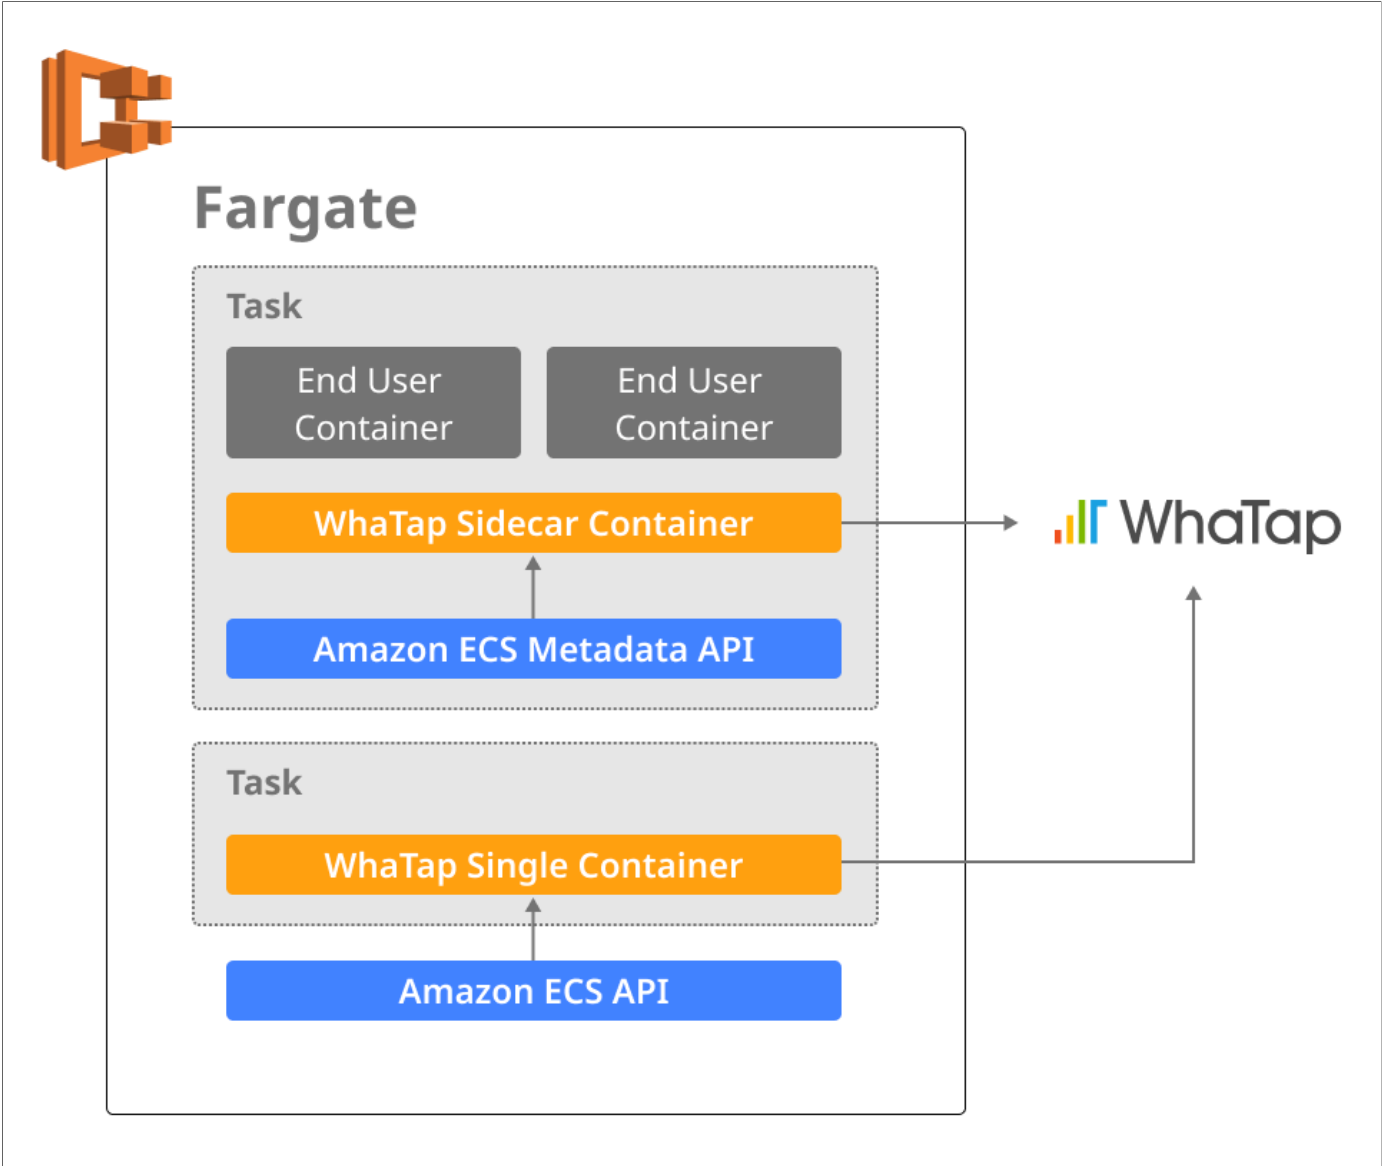 Fargate
Task
End User
Container
End User
Container
WhaTap Sidecar Container
WhaTap
Amazon ECS Metadata API
Task
WhaTap Single Container
Amazon ECS API